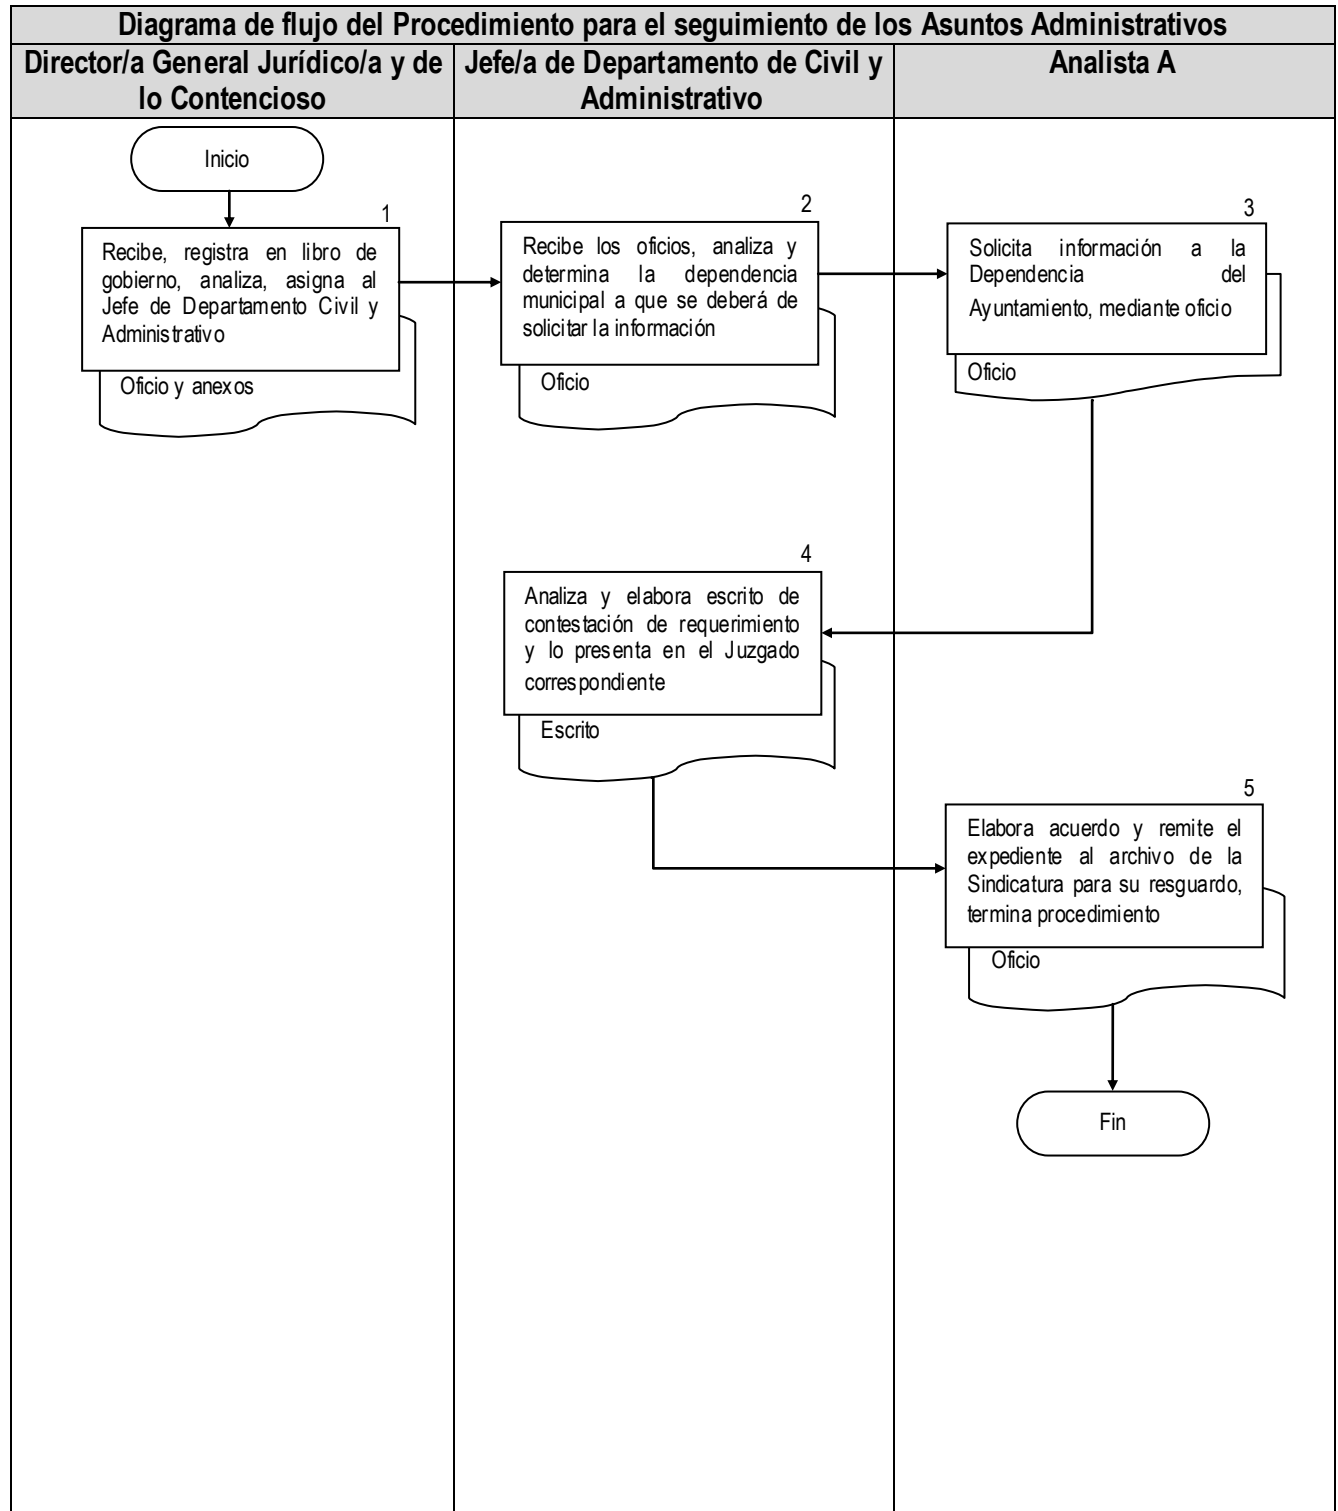 Diagrama de flujo del Procedimiento para el seguimiento de los Asuntos Administrativos
Director/a General Jurídico/a y de
lo Contencioso
Jefe/a de Departamento de Civil y
Administrativo
Analista A
Inicio
1
Recibe, registra en libro de
gobierno, analiza, asigna al
Jefe de Departamento Civil y
Administrativo
Oficio y anexos
2
Recibe los oficios, analiza y
determina la dependencia
municipal a que se deberá de
solicitar la información
Oficio
3
Solicita información a la
Dependencia del
Ayuntamiento, mediante oficio
Oficio
4
Analiza y elabora escrito de
contestación de requerimiento
y lo presenta en el Juzgado
correspondiente
Escrito
5
Elabora acuerdo y remite el
expediente al archivo de la
Sindicatura para su resguardo,
termina procedimiento
Oficio
Fin